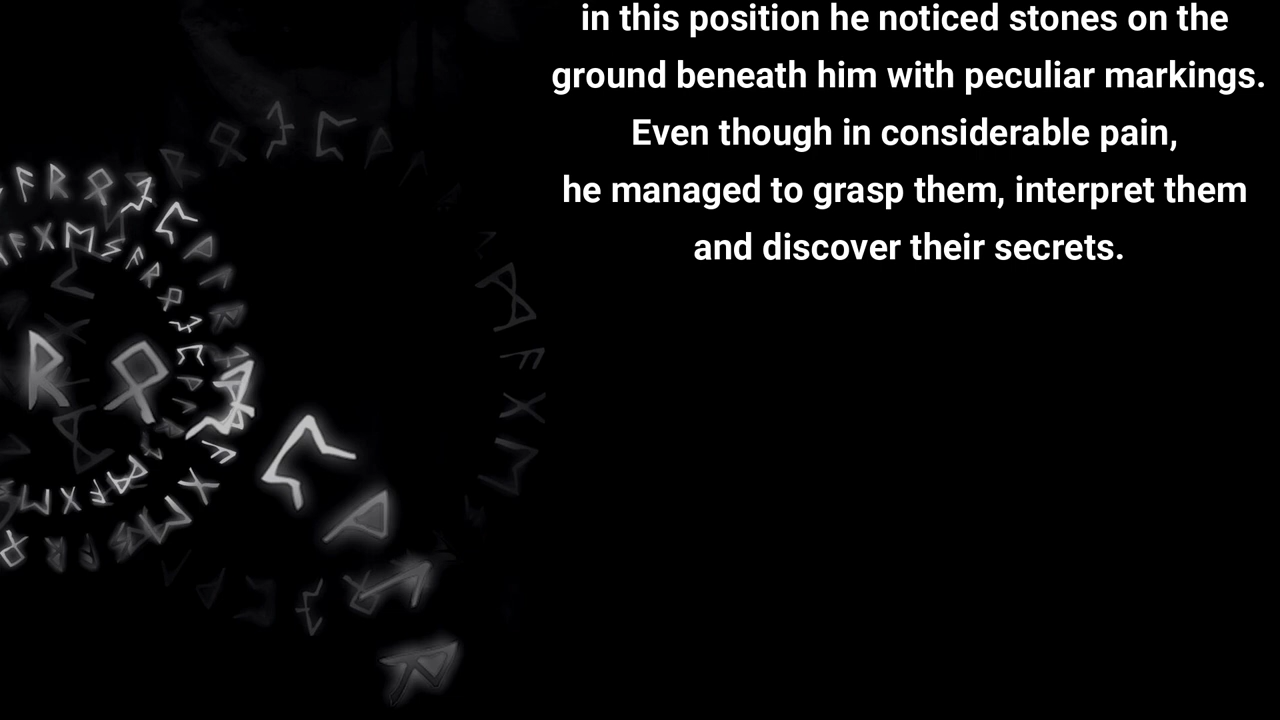 in this position he noticed stones on the
ground beneath him with peculiar markings.
Even though in considerable pain,
he managed to grasp them, interpret them
and discover their secrets.